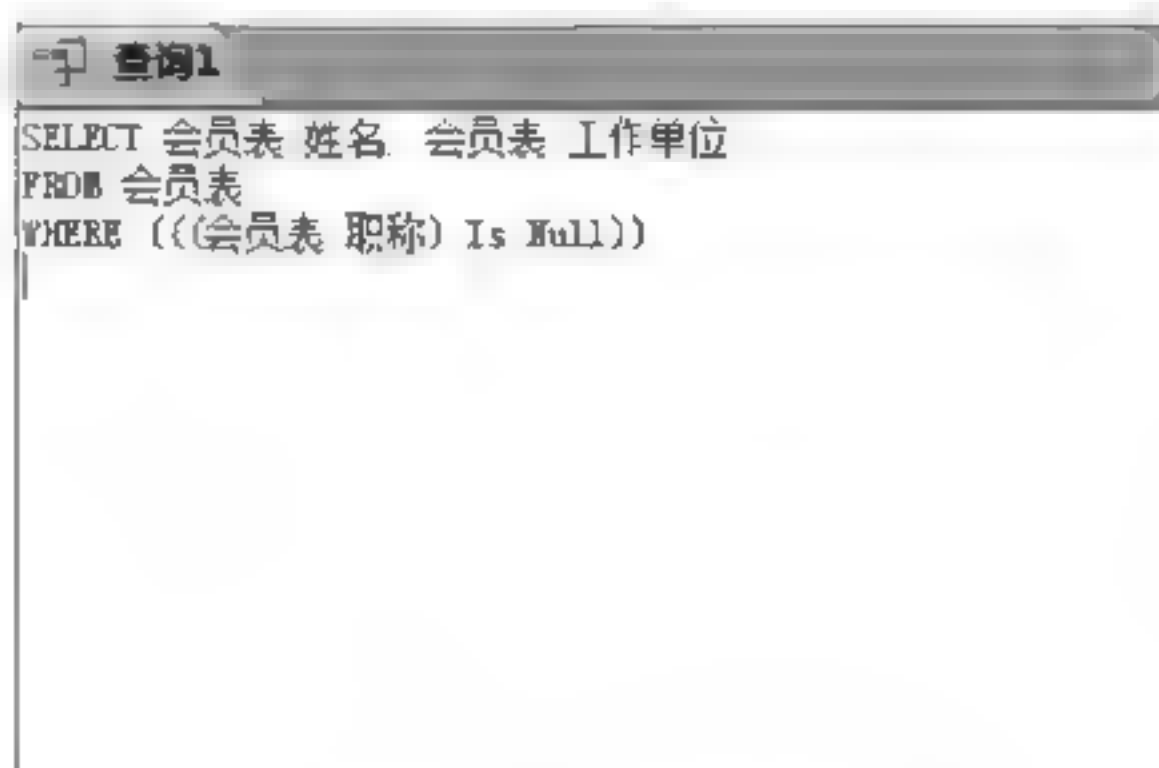 查询1
SELECT 会员表 姓名, 会员表 工作单位
FROM 会员表
WHERE (((会员表 职称) Is Null))